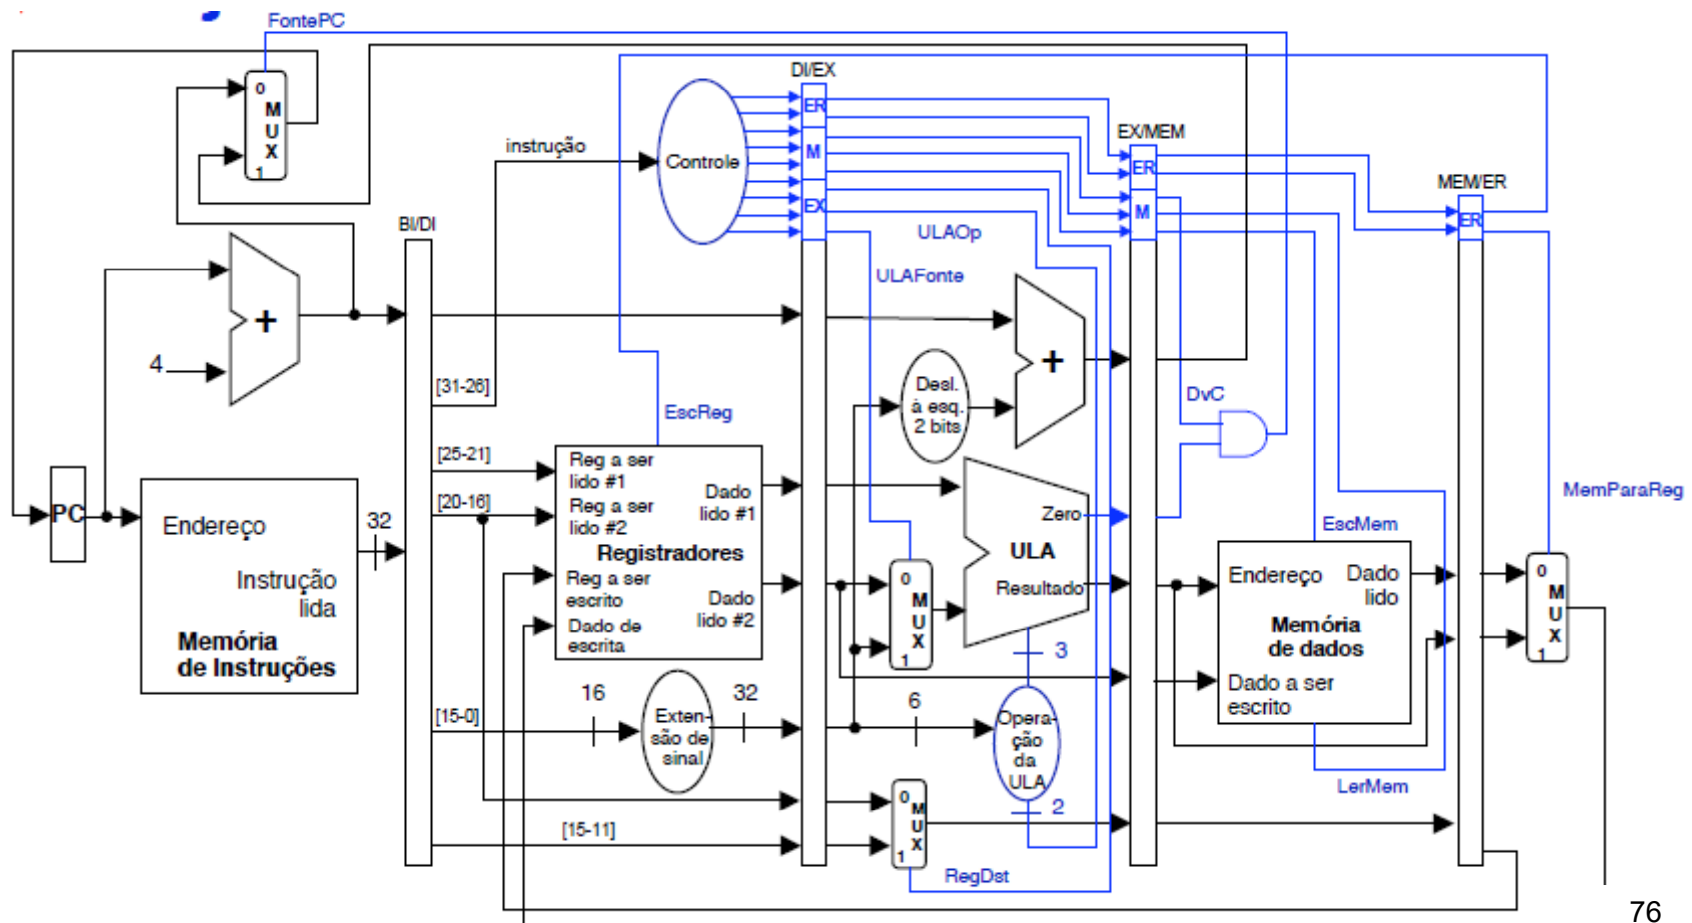 FontePC
0
M
U
X
1
DI/EX
ER
M
EX
EX/MEM
ER
M
MEM/ER
ER
instrução
Controle
BI/DI
ULAOp
ULAFonte
+
4
[31-26]
EscReg
Desl.
à esq.
2 bits
+
DvC
[25-21]
[20-16]
Reg a ser
lido #1
Reg a ser
lido #2
Registradores
Reg a ser
escrito
Dado de
escrita
Dado
lido #1
Dado
lido #2
PC
Endereço
32
Instrução
lida
Memória
de Instruções
Zero
ULA
Resultado
0
M
U
X
1
3
MemParaReg
EscMem
Endereço
Dado
lido
Memória
de dados
Dado a ser
escrito
0
M
U
X
1
[15-0]
16
Exten-
são de
sinal
32
6
Opera-
ção
da
ULA
2
LerMem
0
M
U
X
1
[15-11]
RegDst
76